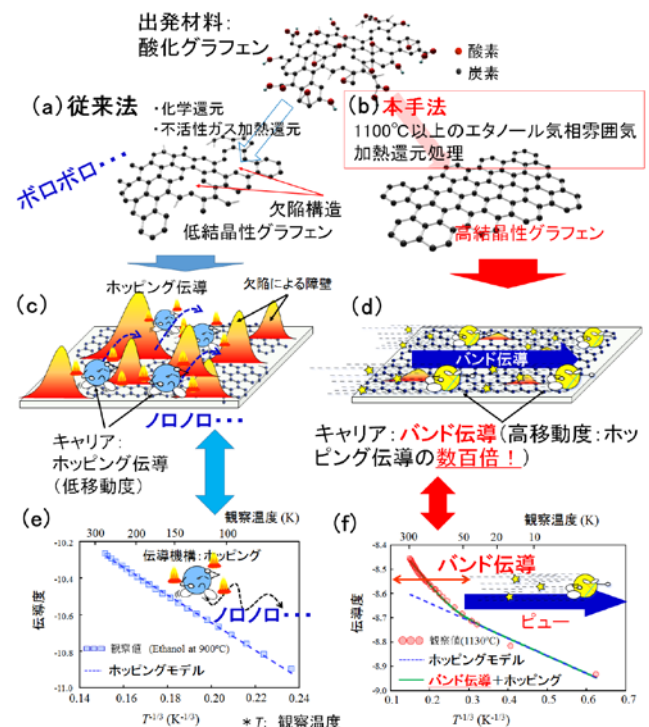 出発材料：
酸化グラフェン
酸素
炭素
(a)従来法
・化学還元
・不活性ガス加熱還元
ボロボロ・・・
欠陥構造
低結晶性グラフェン
(b)本手法
1100℃以上のエタノール気相雰囲気
加熱還元処理
高結晶性グラフェン
(c)
ホッピング伝導
欠陥による障壁
ノロノロ・・・
キャリア：
ホッピング伝導
(低移動度)
(d)
バンド伝導
キャリア：バンド伝導(高移動度：ホッ
ピング伝導の数百倍！)
(e)
観察温度 (K)
300 200 150 100
伝導機構：ホッピング
ノロノロ・・・
観察値 (Ethanol at 900℃)
ホッピングモデル
伝導度
-10.2
-10.4
-10.6
-10.8
-11.0
0.14 0.16 0.18 0.20 0.22 0.24
T-1/3 (K-1/3)
＊T: 観察温度
(f)
観察温度 (K)
300 50 20 10
バンド伝導
ピュー
観察値(1130℃)
ホッピングモデル
バンド伝導＋ホッピング
伝導度
-8.4
-8.5
-8.6
-8.7
-8.8
-8.9
-9.0
0.1 0.2 0.3 0.4 0.5 0.6 0.7
T-1/3 (K-1/3)